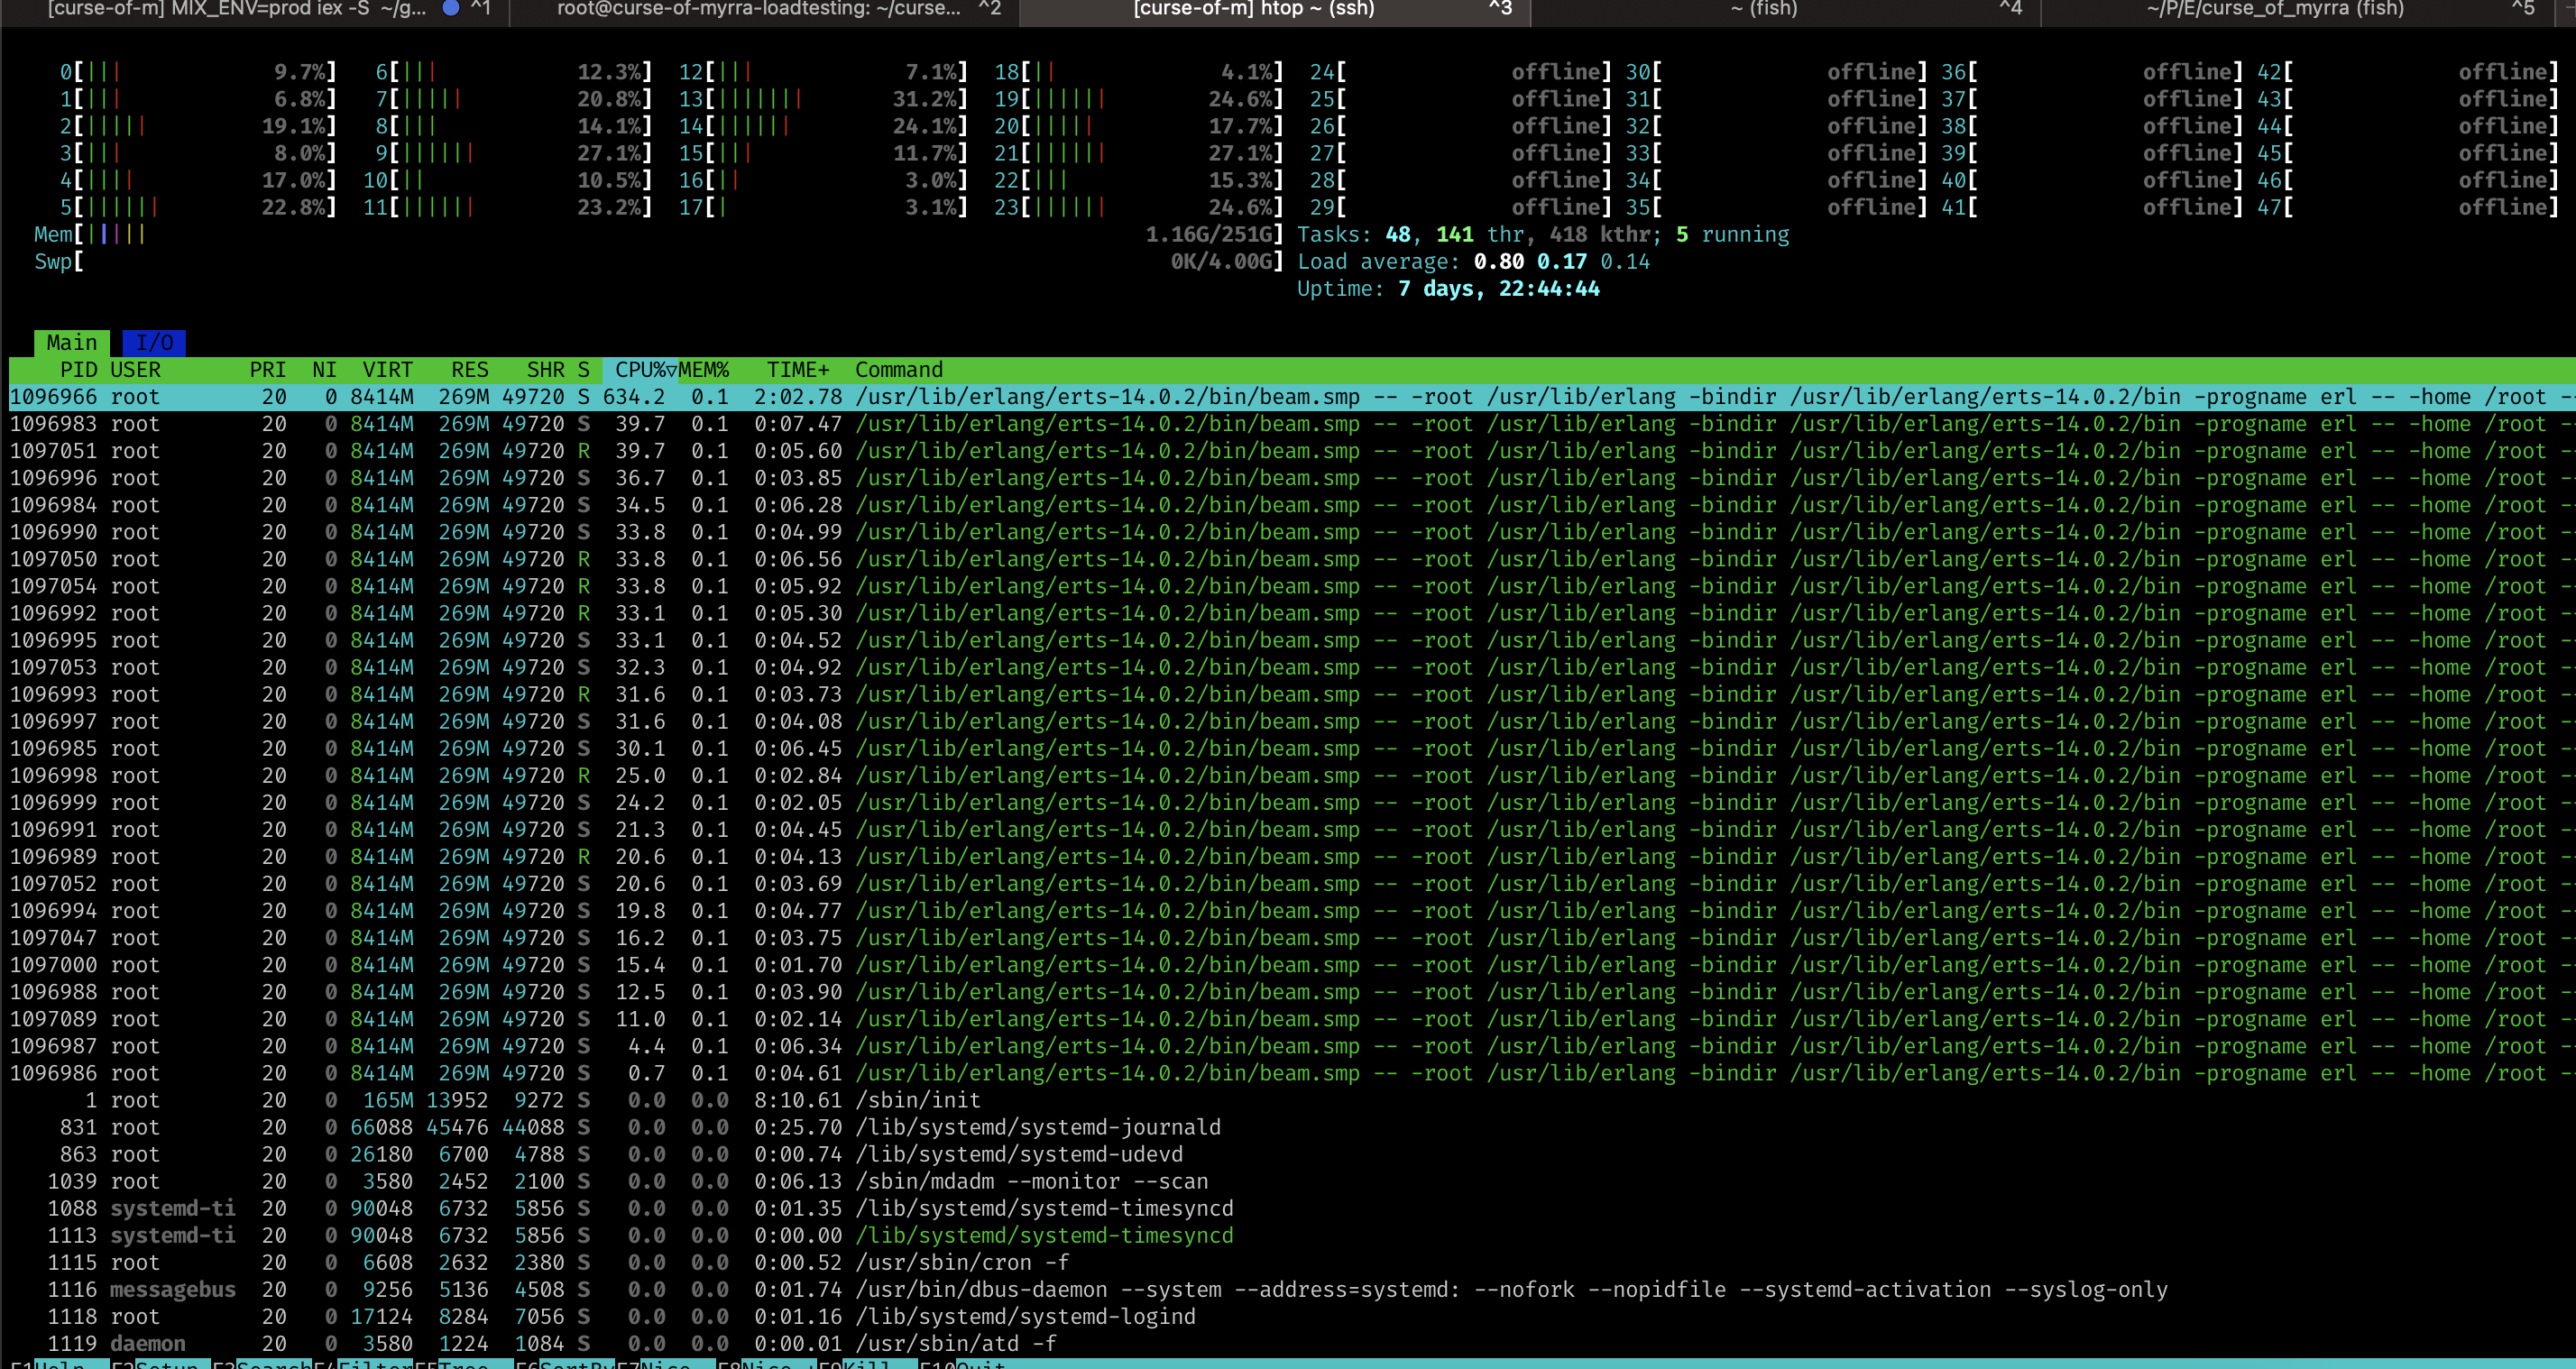 [curse-of-m] MIX_ENV=prod iex -S ~/g... ^1 root@curse-of-myrra-loadtesting: ~/curse... ^2 [curse-of-m] htop ~ (ssh) ^3 ~ (fish) ^4 ~/P/E/curse_of_myrra (fish) ^5
0[||| 9.7%] 6[||| 12.3%] 12[||| 7.1%] 18[|| 4.1%] 24[ offline] 30[ offline] 36[ offline] 42[ offline]
1[||| 6.8%] 7[||||| 20.8%] 13[||||||| 31.2%] 19[|||||| 24.6%] 25[ offline] 31[ offline] 37[ offline] 43[ offline]
2[||||| 19.1%] 8[||| 14.1%] 14[|||||| 24.1%] 20[||||| 17.7%] 26[ offline] 32[ offline] 38[ offline] 44[ offline]
3[||| 8.0%] 9[|||||| 27.1%] 15[||| 11.7%] 21[|||||| 27.1%] 27[ offline] 33[ offline] 39[ offline] 45[ offline]
4[|||| 17.0%] 10[|| 10.5%] 16[|| 3.0%] 22[||| 15.3%] 28[ offline] 34[ offline] 40[ offline] 46[ offline]
5[|||||| 22.8%] 11[|||||| 23.2%] 17[| 3.1%] 23[|||||| 24.6%] 29[ offline] 35[ offline] 41[ offline] 47[ offline]
Mem[||||| 1.16G/251G] Tasks: 48, 141 thr, 418 kthr; 5 running
Swp[ 0K/4.00G] Load average: 0.80 0.17 0.14
Uptime: 7 days, 22:44:44
Main I/O
PID USER PRI NI VIRT RES SHR S CPU%▽MEM% TIME+ Command
1096966 root 20 0 8414M 269M 49720 S 634.2 0.1 2:02.78 /usr/lib/erlang/erts-14.0.2/bin/beam.smp -- -root /usr/lib/erlang -bindir /usr/lib/erlang/erts-14.0.2/bin -progname erl -- -home /root --
1096983 root 20 0 8414M 269M 49720 S 39.7 0.1 0:07.47 /usr/lib/erlang/erts-14.0.2/bin/beam.smp -- -root /usr/lib/erlang -bindir /usr/lib/erlang/erts-14.0.2/bin -progname erl -- -home /root --
1097051 root 20 0 8414M 269M 49720 R 39.7 0.1 0:05.60 /usr/lib/erlang/erts-14.0.2/bin/beam.smp -- -root /usr/lib/erlang -bindir /usr/lib/erlang/erts-14.0.2/bin -progname erl -- -home /root --
1096996 root 20 0 8414M 269M 49720 S 36.7 0.1 0:03.85 /usr/lib/erlang/erts-14.0.2/bin/beam.smp -- -root /usr/lib/erlang -bindir /usr/lib/erlang/erts-14.0.2/bin -progname erl -- -home /root --
1096984 root 20 0 8414M 269M 49720 S 34.5 0.1 0:06.28 /usr/lib/erlang/erts-14.0.2/bin/beam.smp -- -root /usr/lib/erlang -bindir /usr/lib/erlang/erts-14.0.2/bin -progname erl -- -home /root --
1096990 root 20 0 8414M 269M 49720 S 33.8 0.1 0:04.99 /usr/lib/erlang/erts-14.0.2/bin/beam.smp -- -root /usr/lib/erlang -bindir /usr/lib/erlang/erts-14.0.2/bin -progname erl -- -home /root --
1097050 root 20 0 8414M 269M 49720 R 33.8 0.1 0:06.56 /usr/lib/erlang/erts-14.0.2/bin/beam.smp -- -root /usr/lib/erlang -bindir /usr/lib/erlang/erts-14.0.2/bin -progname erl -- -home /root --
1097054 root 20 0 8414M 269M 49720 R 33.8 0.1 0:05.92 /usr/lib/erlang/erts-14.0.2/bin/beam.smp -- -root /usr/lib/erlang -bindir /usr/lib/erlang/erts-14.0.2/bin -progname erl -- -home /root --
1096992 root 20 0 8414M 269M 49720 R 33.1 0.1 0:05.30 /usr/lib/erlang/erts-14.0.2/bin/beam.smp -- -root /usr/lib/erlang -bindir /usr/lib/erlang/erts-14.0.2/bin -progname erl -- -home /root --
1096995 root 20 0 8414M 269M 49720 S 33.1 0.1 0:04.52 /usr/lib/erlang/erts-14.0.2/bin/beam.smp -- -root /usr/lib/erlang -bindir /usr/lib/erlang/erts-14.0.2/bin -progname erl -- -home /root --
1097053 root 20 0 8414M 269M 49720 S 32.3 0.1 0:04.92 /usr/lib/erlang/erts-14.0.2/bin/beam.smp -- -root /usr/lib/erlang -bindir /usr/lib/erlang/erts-14.0.2/bin -progname erl -- -home /root --
1096993 root 20 0 8414M 269M 49720 R 31.6 0.1 0:03.73 /usr/lib/erlang/erts-14.0.2/bin/beam.smp -- -root /usr/lib/erlang -bindir /usr/lib/erlang/erts-14.0.2/bin -progname erl -- -home /root --
1096997 root 20 0 8414M 269M 49720 S 31.6 0.1 0:04.08 /usr/lib/erlang/erts-14.0.2/bin/beam.smp -- -root /usr/lib/erlang -bindir /usr/lib/erlang/erts-14.0.2/bin -progname erl -- -home /root --
1096985 root 20 0 8414M 269M 49720 S 30.1 0.1 0:06.45 /usr/lib/erlang/erts-14.0.2/bin/beam.smp -- -root /usr/lib/erlang -bindir /usr/lib/erlang/erts-14.0.2/bin -progname erl -- -home /root --
1096998 root 20 0 8414M 269M 49720 R 25.0 0.1 0:02.84 /usr/lib/erlang/erts-14.0.2/bin/beam.smp -- -root /usr/lib/erlang -bindir /usr/lib/erlang/erts-14.0.2/bin -progname erl -- -home /root --
1096999 root 20 0 8414M 269M 49720 S 24.2 0.1 0:02.05 /usr/lib/erlang/erts-14.0.2/bin/beam.smp -- -root /usr/lib/erlang -bindir /usr/lib/erlang/erts-14.0.2/bin -progname erl -- -home /root --
1096991 root 20 0 8414M 269M 49720 S 21.3 0.1 0:04.45 /usr/lib/erlang/erts-14.0.2/bin/beam.smp -- -root /usr/lib/erlang -bindir /usr/lib/erlang/erts-14.0.2/bin -progname erl -- -home /root --
1096989 root 20 0 8414M 269M 49720 R 20.6 0.1 0:04.13 /usr/lib/erlang/erts-14.0.2/bin/beam.smp -- -root /usr/lib/erlang -bindir /usr/lib/erlang/erts-14.0.2/bin -progname erl -- -home /root --
1097052 root 20 0 8414M 269M 49720 S 20.6 0.1 0:03.69 /usr/lib/erlang/erts-14.0.2/bin/beam.smp -- -root /usr/lib/erlang -bindir /usr/lib/erlang/erts-14.0.2/bin -progname erl -- -home /root --
1096994 root 20 0 8414M 269M 49720 S 19.8 0.1 0:04.77 /usr/lib/erlang/erts-14.0.2/bin/beam.smp -- -root /usr/lib/erlang -bindir /usr/lib/erlang/erts-14.0.2/bin -progname erl -- -home /root --
1097047 root 20 0 8414M 269M 49720 S 16.2 0.1 0:03.75 /usr/lib/erlang/erts-14.0.2/bin/beam.smp -- -root /usr/lib/erlang -bindir /usr/lib/erlang/erts-14.0.2/bin -progname erl -- -home /root --
1097000 root 20 0 8414M 269M 49720 S 15.4 0.1 0:01.70 /usr/lib/erlang/erts-14.0.2/bin/beam.smp -- -root /usr/lib/erlang -bindir /usr/lib/erlang/erts-14.0.2/bin -progname erl -- -home /root --
1096988 root 20 0 8414M 269M 49720 S 12.5 0.1 0:03.90 /usr/lib/erlang/erts-14.0.2/bin/beam.smp -- -root /usr/lib/erlang -bindir /usr/lib/erlang/erts-14.0.2/bin -progname erl -- -home /root --
1097089 root 20 0 8414M 269M 49720 S 11.0 0.1 0:02.14 /usr/lib/erlang/erts-14.0.2/bin/beam.smp -- -root /usr/lib/erlang -bindir /usr/lib/erlang/erts-14.0.2/bin -progname erl -- -home /root --
1096987 root 20 0 8414M 269M 49720 S 4.4 0.1 0:06.34 /usr/lib/erlang/erts-14.0.2/bin/beam.smp -- -root /usr/lib/erlang -bindir /usr/lib/erlang/erts-14.0.2/bin -progname erl -- -home /root --
1096986 root 20 0 8414M 269M 49720 S 0.7 0.1 0:04.61 /usr/lib/erlang/erts-14.0.2/bin/beam.smp -- -root /usr/lib/erlang -bindir /usr/lib/erlang/erts-14.0.2/bin -progname erl -- -home /root --
1 root 20 0 165M 13952 9272 S 0.0 0.0 8:10.61 /sbin/init
831 root 20 0 66088 45476 44088 S 0.0 0.0 0:25.70 /lib/systemd/systemd-journald
863 root 20 0 26180 6700 4788 S 0.0 0.0 0:00.74 /lib/systemd/systemd-udevd
1039 root 20 0 3580 2452 2100 S 0.0 0.0 0:06.13 /sbin/mdadm --monitor --scan
1088 systemd-ti 20 0 90048 6732 5856 S 0.0 0.0 0:01.35 /lib/systemd/systemd-timesyncd
1113 systemd-ti 20 0 90048 6732 5856 S 0.0 0.0 0:00.00 /lib/systemd/systemd-timesyncd
1115 root 20 0 6608 2632 2380 S 0.0 0.0 0:00.52 /usr/sbin/cron -f
1116 messagebus 20 0 9256 5136 4508 S 0.0 0.0 0:01.74 /usr/bin/dbus-daemon --system --address=systemd: --nofork --nopidfile --systemd-activation --syslog-only
1118 root 20 0 17124 8284 7056 S 0.0 0.0 0:01.16 /lib/systemd/systemd-logind
1119 daemon 20 0 3580 1224 1084 S 0.0 0.0 0:00.01 /usr/sbin/atd -f
F1Help F2Setup F3SearchF4FilterF5Tree F6SortByF7Nice -F8Nice +F9Kill F10Quit